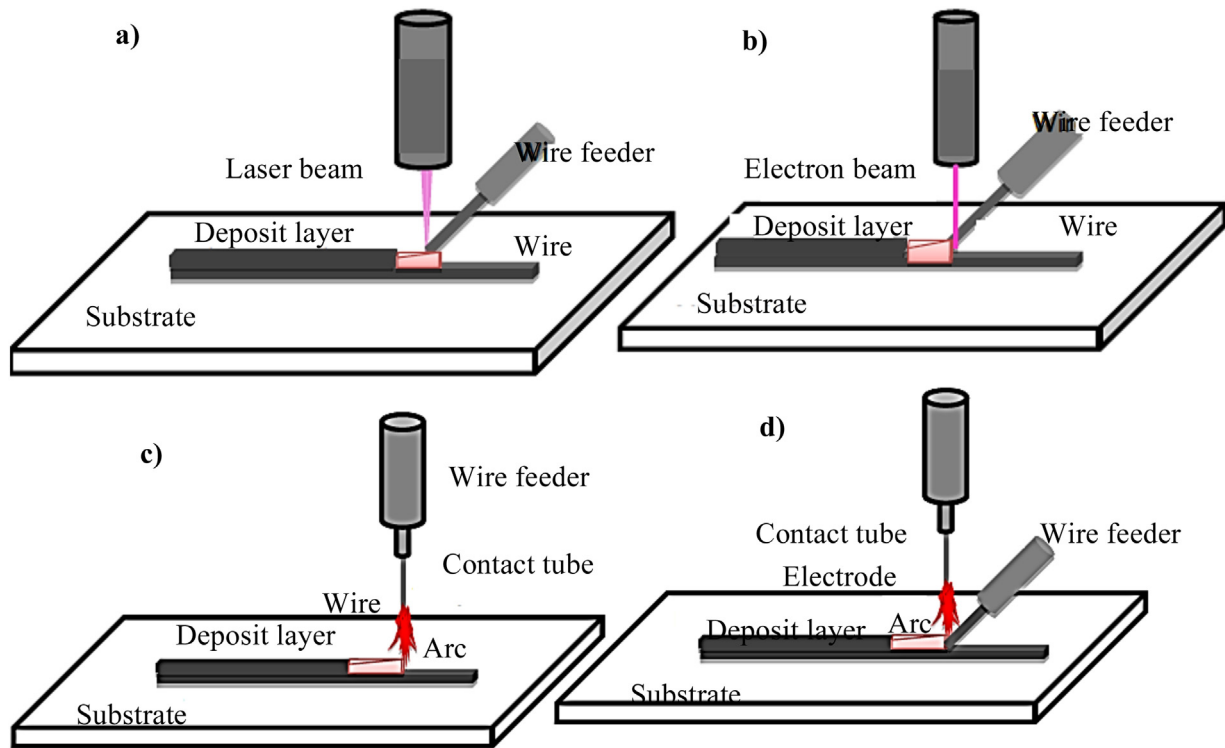 a)
Laser beam
Wire feeder
Deposit layer
Wire
Substrate
b)
Wire feeder
Electron beam
Deposit layer
Wire
Substrate
c)
Wire feeder
Contact tube
Wire
Deposit layer
Arc
Substrate
d)
Contact tube
Wire feeder
Electrode
Deposit layer
Arc
Substrate